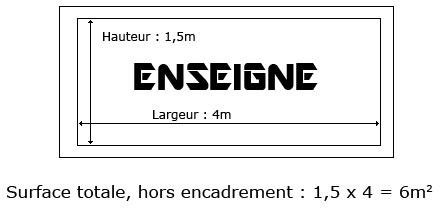 Hauteur : 1,5m
ENSEIGNE
Largeur : 4m
Surface totale, hors encadrement : 1,5 x 4 = 6m²